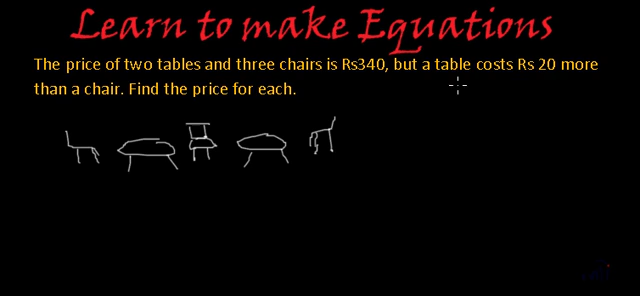 Learn to make Equations
The price of two tables and three chairs is Rs340, but a table costs Rs 20 more
than a chair. Find the price for each.